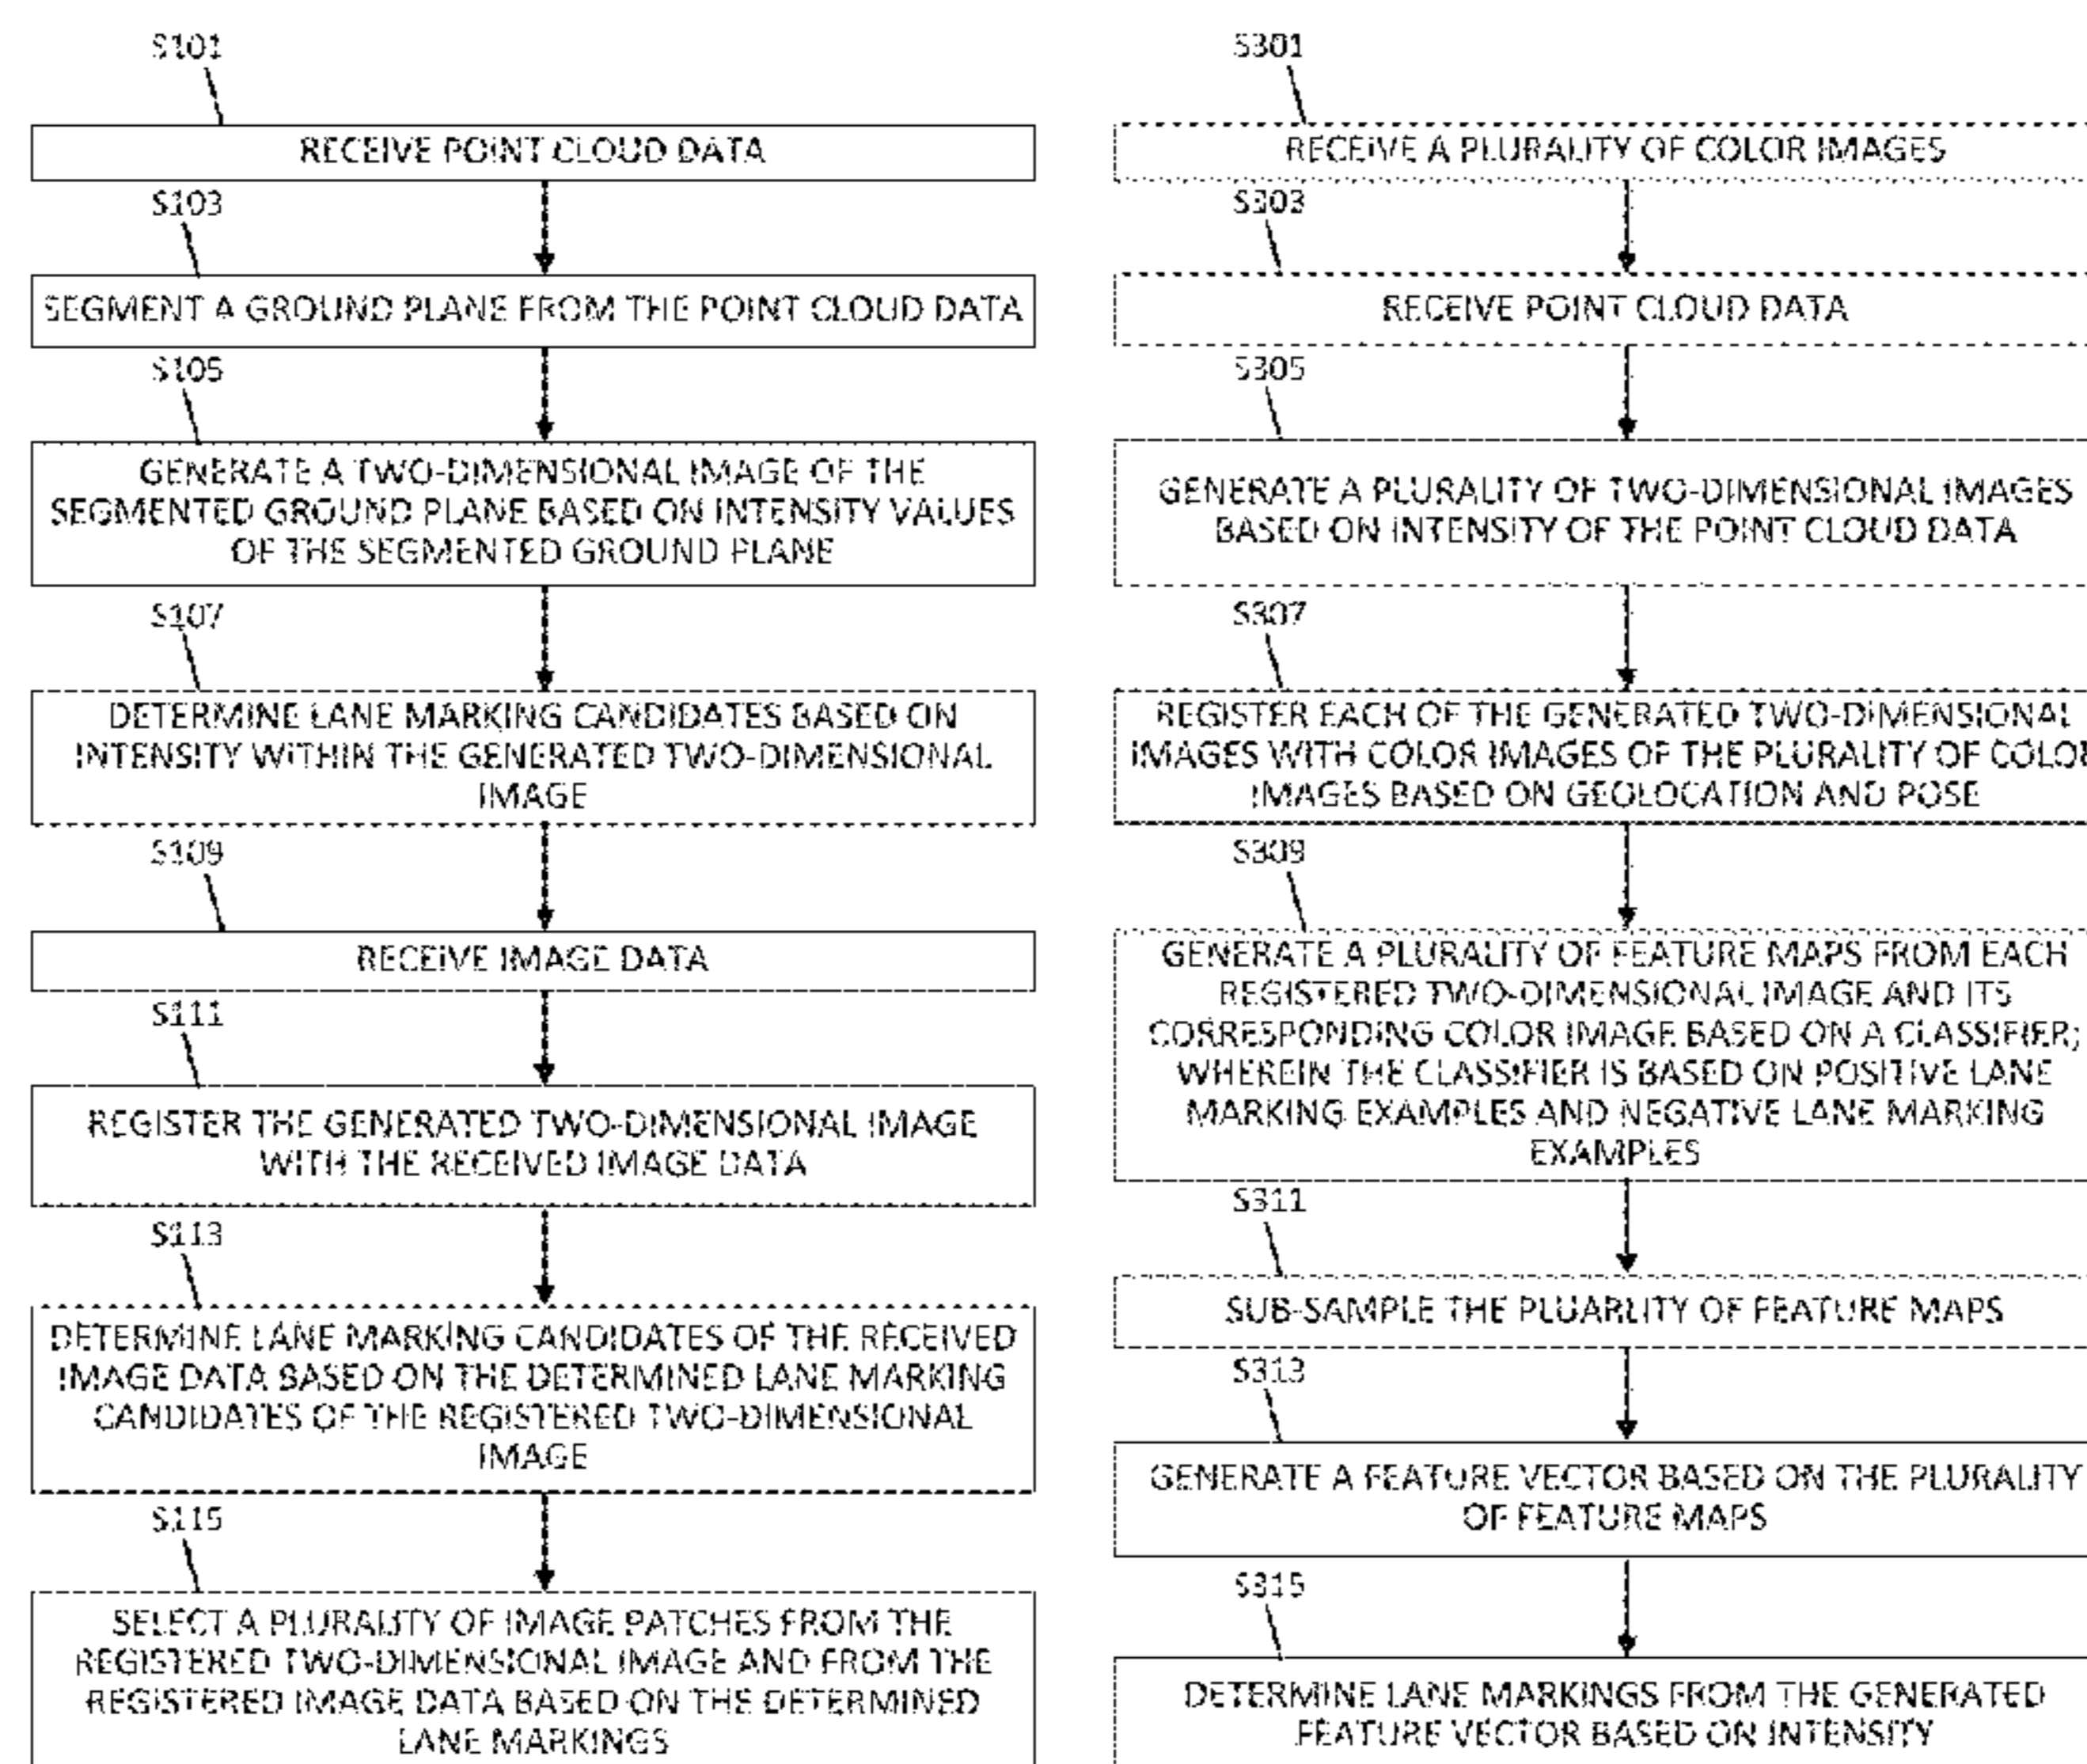 S101
RECEIVE POINT CLOUD DATA
S103
SEGMENT A GROUND PLANE FROM THE POINT CLOUD DATA
S105
GENERATE A TWO-DIMENSIONAL IMAGE OF THE
SEGMENTED GROUND PLANE BASED ON INTENSITY VALUES
OF THE SEGMENTED GROUND PLANE
S107
DETERMINE LANE MARKING CANDIDATES BASED ON
INTENSITY WITHIN THE GENERATED TWO-DIMENSIONAL
IMAGE
S109
RECEIVE IMAGE DATA
S111
REGISTER THE GENERATED TWO-DIMENSIONAL IMAGE
WITH THE RECEIVED IMAGE DATA
S113
DETERMINE LANE MARKING CANDIDATES OF THE RECEIVED
IMAGE DATA BASED ON THE DETERMINED LANE MARKING
CANDIDATES OF THE REGISTERED TWO-DIMENSIONAL
IMAGE
S115
SELECT A PLURALITY OF IMAGE PATCHES FROM THE
REGISTERED TWO-DIMENSIONAL IMAGE AND FROM THE
REGISTERED IMAGE DATA BASED ON THE DETERMINED
LANE MARKINGS
S301
RECEIVE A PLURALITY OF COLOR IMAGES
S303
RECEIVE POINT CLOUD DATA
S305
GENERATE A PLURALITY OF TWO-DIMENSIONAL IMAGES
BASED ON INTENSITY OF THE POINT CLOUD DATA
S307
REGISTER EACH OF THE GENERATED TWO-DIMENSIONAL
IMAGES WITH COLOR IMAGES OF THE PLURALITY OF COLOR
IMAGES BASED ON GEOLOCATION AND POSE
S309
GENERATE A PLURALITY OF FEATURE MAPS FROM EACH
REGISTERED TWO-DIMENSIONAL IMAGE AND ITS
CORRESPONDING COLOR IMAGE BASED ON A CLASSIFIER;
WHEREIN THE CLASSIFIER IS BASED ON POSITIVE LANE
MARKING EXAMPLES AND NEGATIVE LANE MARKING
EXAMPLES
S311
SUB-SAMPLE THE PLUARLITY OF FEATURE MAPS
S313
GENERATE A FEATURE VECTOR BASED ON THE PLURALITY
OF FEATURE MAPS
S315
DETERMINE LANE MARKINGS FROM THE GENERATED
FEATURE VECTOR BASED ON INTENSITY